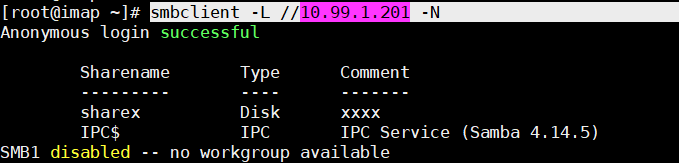 [root@imap ~]# smbclient -L //10.99.1.201 -N
Anonymous login successful
Sharename Type Comment
--------- ---- -------
sharex Disk xxxx
IPC$ IPC IPC Service (Samba 4.14.5)
SMB1 disabled -- no workgroup available